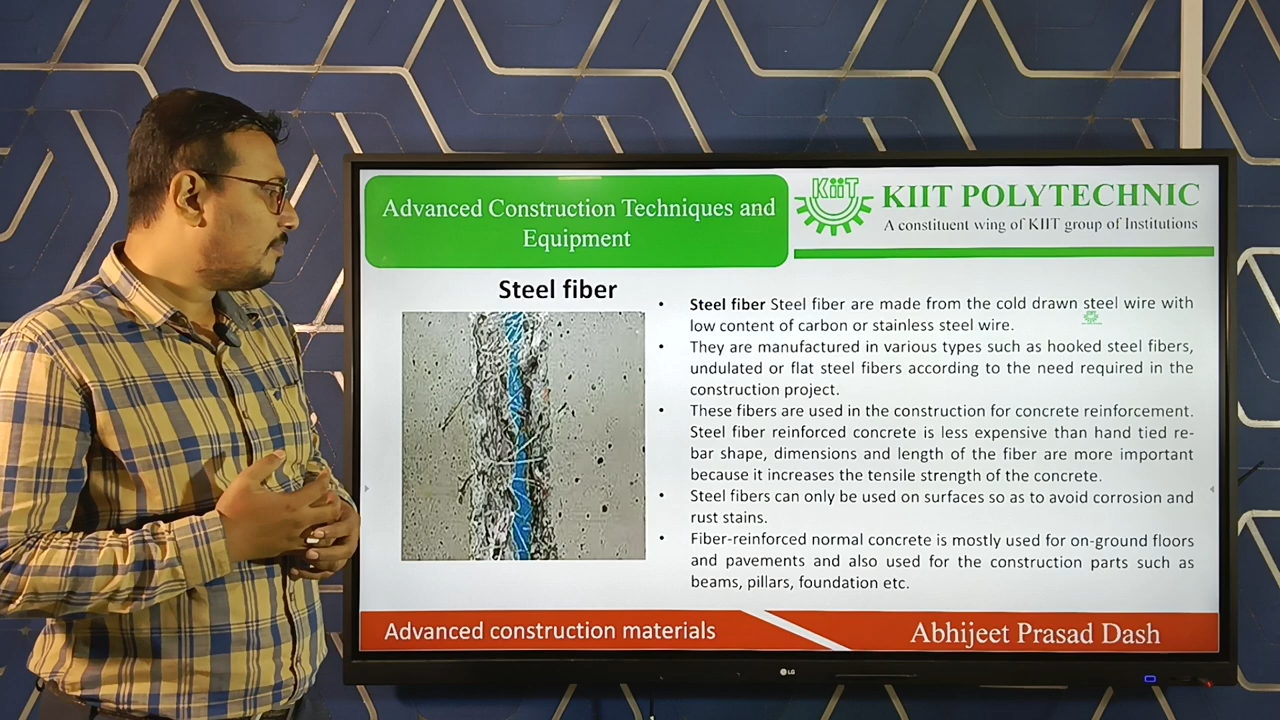 Advanced Construction Techniques and
Equipment
KiiT
KIIT POLYTECHNIC
A constituent wing of KIIT group of Institutions
Steel fiber
• Steel fiber Steel fiber are made from the cold drawn steel wire with
low content of carbon or stainless steel wire.
• They are manufactured in various types such as hooked steel fibers,
undulated or flat steel fibers according to the need required in the
construction project.
• These fibers are used in the construction for concrete reinforcement.
Steel fiber reinforced concrete is less expensive than hand tied re-
bar shape, dimensions and length of the fiber are more important
because it increases the tensile strength of the concrete.
• Steel fibers can only be used on surfaces so as to avoid corrosion and
rust stains.
• Fiber-reinforced normal concrete is mostly used for on-ground floors
and pavements and also used for the construction parts such as
beams, pillars, foundation etc.
Advanced construction materials
Abhijeet Prasad Dash
LG